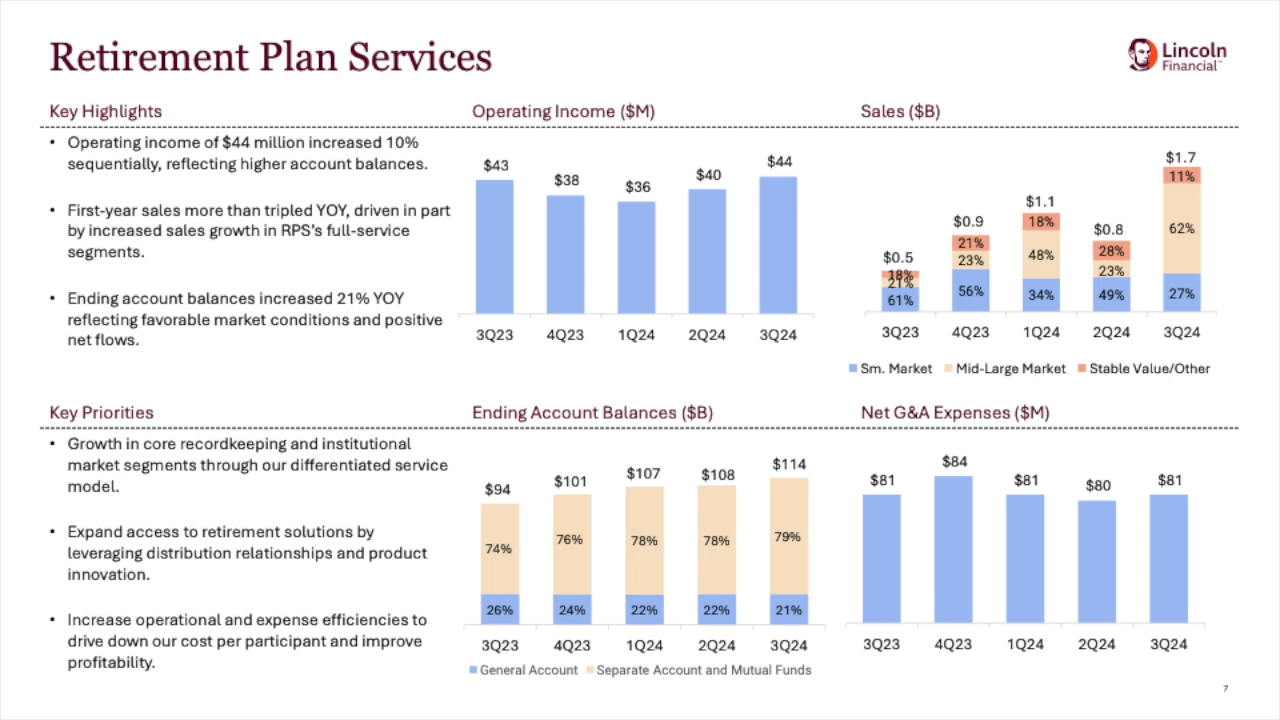 Retirement Plan Services
Lincoln
Financial℠
Key Highlights
• Operating income of $44 million increased 10%
sequentially, reflecting higher account balances.
• First-year sales more than tripled YOY, driven in part
by increased sales growth in RPS's full-service
segments.
• Ending account balances increased 21% YOY
reflecting favorable market conditions and positive
net flows.
Operating Income ($M)
$43 $38 $36 $40 $44
3Q23 4Q23 1Q24 2Q24 3Q24
Sales ($B)
$0.5 $0.9 $1.1 $0.8 $1.7
18% 21% 18% 28% 11%
21% 23% 48% 23% 62%
61% 56% 34% 49% 27%
3Q23 4Q23 1Q24 2Q24 3Q24
Sm. Market Mid-Large Market Stable Value/Other
Key Priorities
• Growth in core recordkeeping and institutional
market segments through our differentiated service
model.
• Expand access to retirement solutions by
leveraging distribution relationships and product
innovation.
• Increase operational and expense efficiencies to
drive down our cost per participant and improve
profitability.
Ending Account Balances ($B)
$94 $101 $107 $108 $114
74% 76% 78% 78% 79%
26% 24% 22% 22% 21%
3Q23 4Q23 1Q24 2Q24 3Q24
General Account Separate Account and Mutual Funds
Net G&A Expenses ($M)
$81 $84 $81 $80 $81
3Q23 4Q23 1Q24 2Q24 3Q24
7